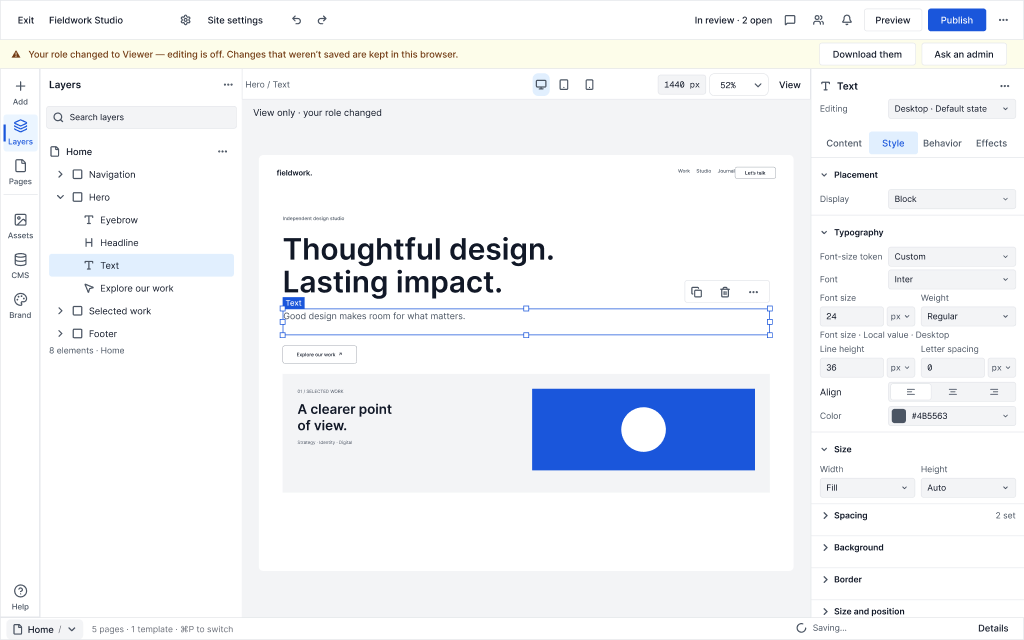 Exit Fieldwork Studio Site settings In review · 2 open Preview Publish
Your role changed to Viewer — editing is off. Changes that weren't saved are kept in this browser. Download them Ask an admin
Add
Layers
Pages
Assets
CMS
Brand
Help
Layers
Search layers
Home
Navigation
Hero
Eyebrow
Headline
Text
Explore our work
Selected work
Footer
8 elements · Home
Hero / Text 1440 px 52% View
View only · your role changed
fieldwork. Work Studio Journal Let's talk
Independent design studio
Thoughtful design.
Lasting impact.
Text
Good design makes room for what matters.
Explore our work ↗
01 / SELECTED WORK
A clearer point
of view.
Strategy · Identity · Digital
Text
Editing Desktop · Default state
Content Style Behavior Effects
Placement
Display Block
Typography
Font-size token Custom
Font Inter
Font size Weight
24 px Regular
Font size · Local value · Desktop
Line height Letter spacing
36 px 0 px
Align
Color #4B5563
Size
Width Height
Fill Auto
Spacing 2 set
Background
Border
Size and position
Home / 5 pages · 1 template · ⌘P to switch Saving... Details